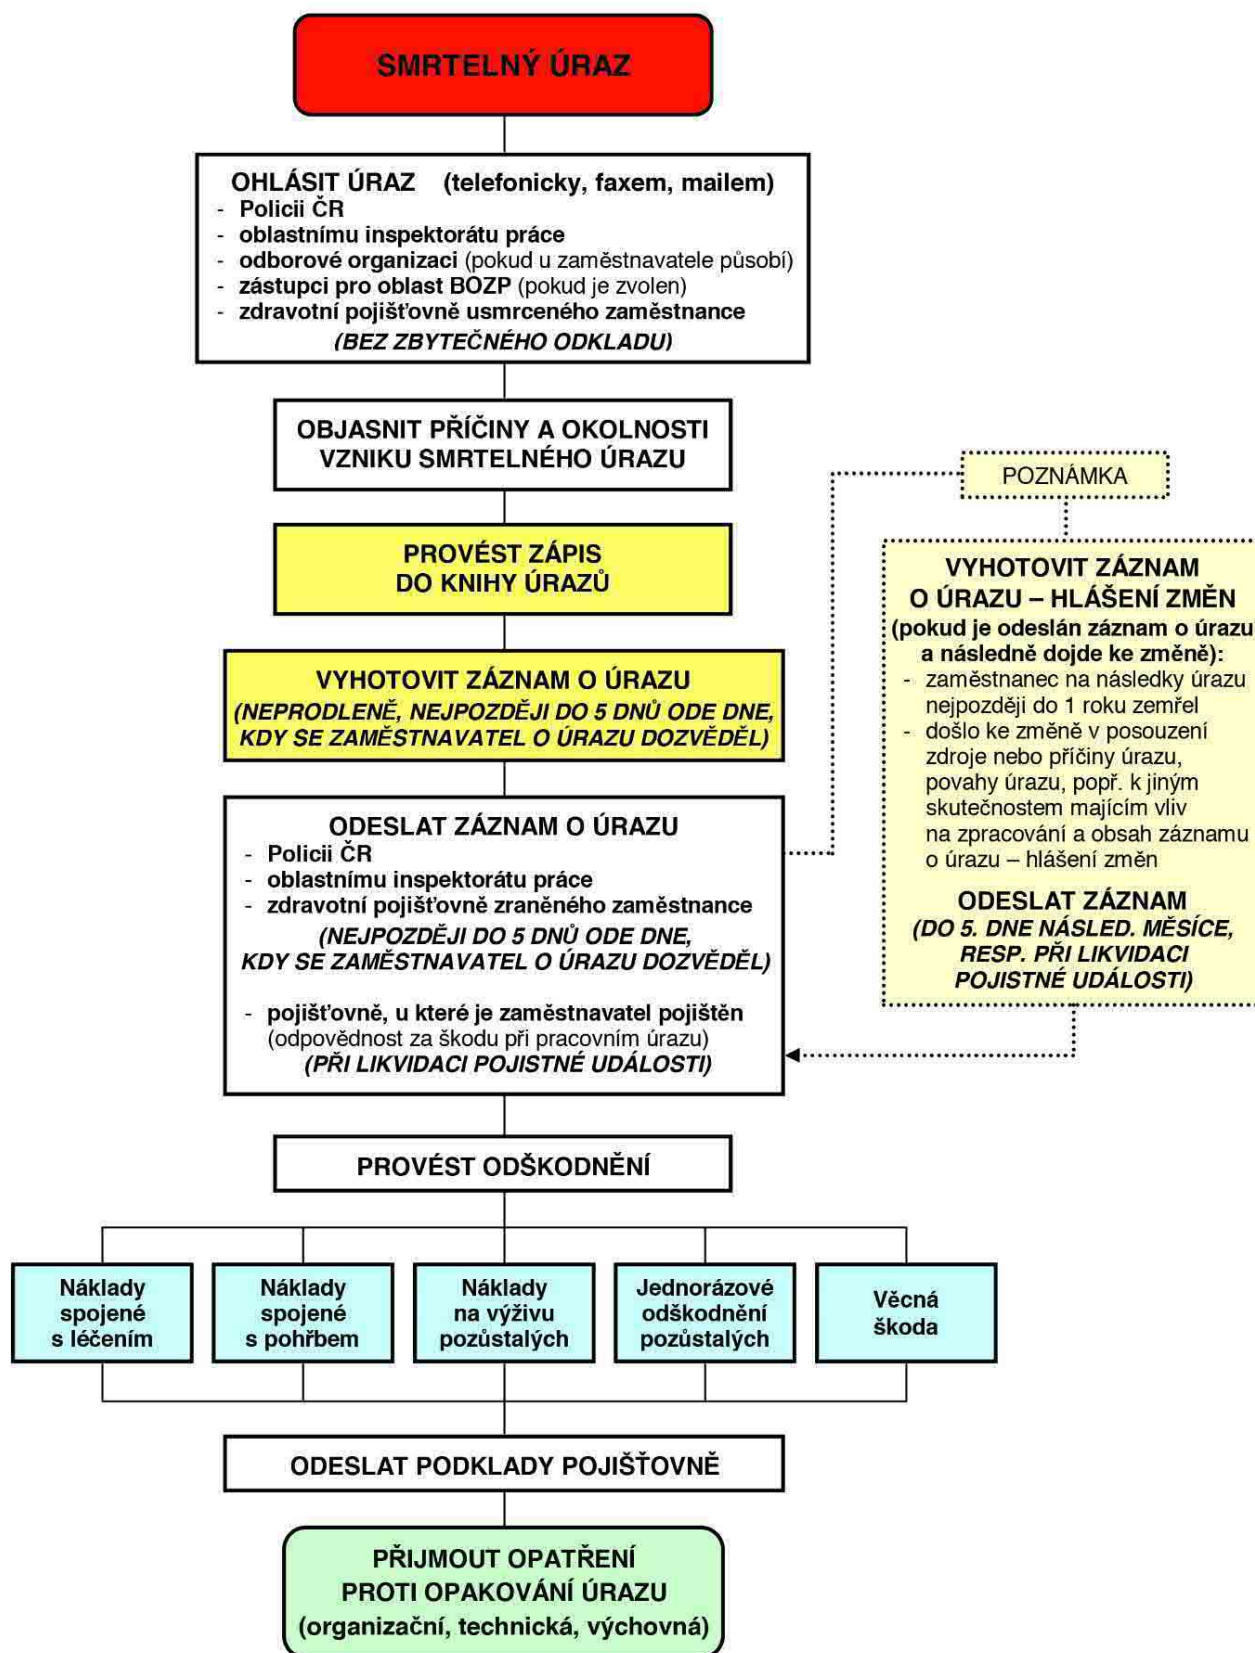 SMRTELNÝ ÚRAZ
OHLÁSIT ÚRAZ (telefonicky, faxem, mailem)
- Policii ČR
- oblastnímu inspektorátu práce
- odborové organizaci (pokud u zaměstnavatele působí)
- zástupci pro oblast BOZP (pokud je zvolen)
- zdravotní pojišťovně usmrceného zaměstnance
(BEZ ZBYTEČNÉHO ODKLADU)
OBJASNIT PŘÍČINY A OKOLNOSTI
VZNIKU SMRTELNÉHO ÚRAZU
PROVÉST ZÁPIS
DO KNIHY ÚRAZŮ
VYHOTOVIT ZÁZNAM O ÚRAZU
(NEPRODLENĚ, NEJPOZDĚJI DO 5 DNŮ ODE DNE,
KDY SE ZAMĚSTNAVATEL O ÚRAZU DOZVĚDĚL)
ODESLAT ZÁZNAM O ÚRAZU
- Policii ČR
- oblastnímu inspektorátu práce
- zdravotní pojišťovně zraněného zaměstnance
(NEJPOZDĚJI DO 5 DNŮ ODE DNE,
KDY SE ZAMĚSTNAVATEL O ÚRAZU DOZVĚDĚL)
- pojišťovně, u které je zaměstnavatel pojištěn
(odpovědnost za škodu při pracovním úrazu)
(PŘI LIKVIDACI POJISTNÉ UDÁLOSTI)
POZNÁMKA
VYHOTOVIT ZÁZNAM
O ÚRAZU – HLÁŠENÍ ZMĚN
(pokud je odeslán záznam o úrazu
a následně dojde ke změně):
- zaměstnanec na následky úrazu
nejpozději do 1 roku zemřel
- došlo ke změně v posouzení
zdroje nebo příčiny úrazu,
povahy úrazu, popř. k jiným
skutečnostem majícím vliv
na zpracování a obsah záznamu
o úrazu – hlášení změn
ODESLAT ZÁZNAM
(DO 5. DNE NÁSLED. MĚSÍCE,
RESP. PŘI LIKVIDACI
POJISTNÉ UDÁLOSTI)
PROVÉST ODŠKODNĚNÍ
Náklady
spojené
s léčením
Náklady
spojené
s pohřbem
Náklady
na výživu
pozůstalých
Jednorázové
odškodnění
pozůstalých
Věcná
škoda
ODESLAT PODKLADY POJIŠŤOVNĚ
PŘIJMOUT OPATŘENÍ
PROTI OPAKOVÁNÍ ÚRAZU
(organizační, technická, výchovná)